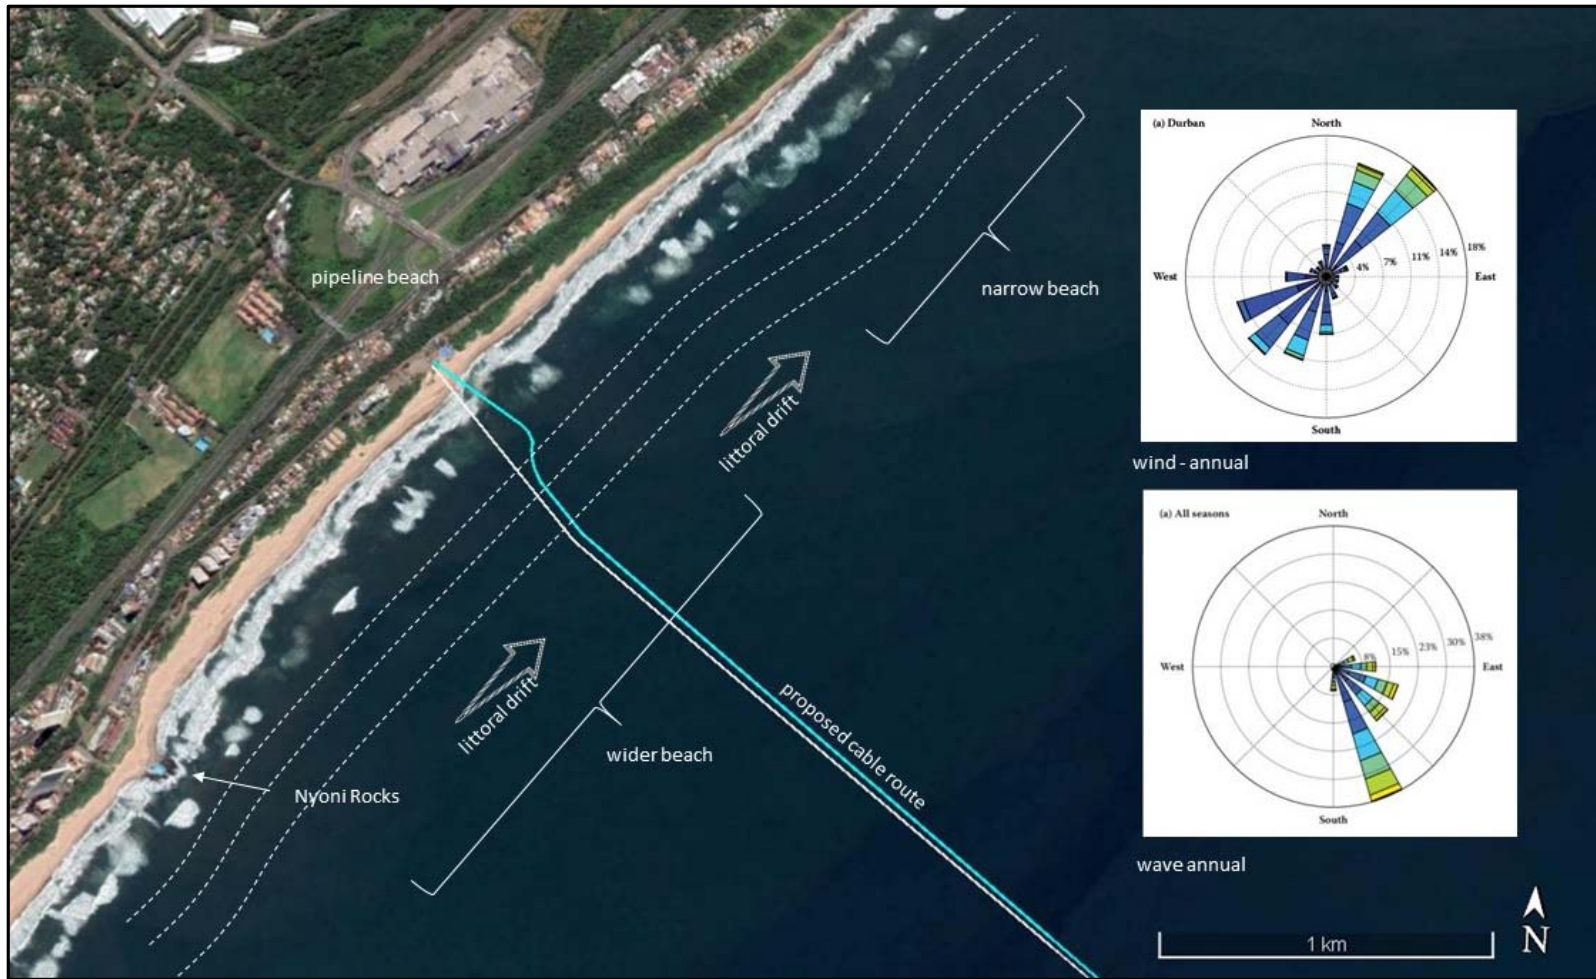 pipeline beach
narrow beach
littoral drift
littoral drift
wider beach
proposed cable route
Nyoni Rocks
(a) Durban
North
18%
14%
11%
7%
4%
West
East
South
wind - annual
(a) All seasons
North
38%
30%
23%
15%
8%
West
East
South
wave annual
1 km
N